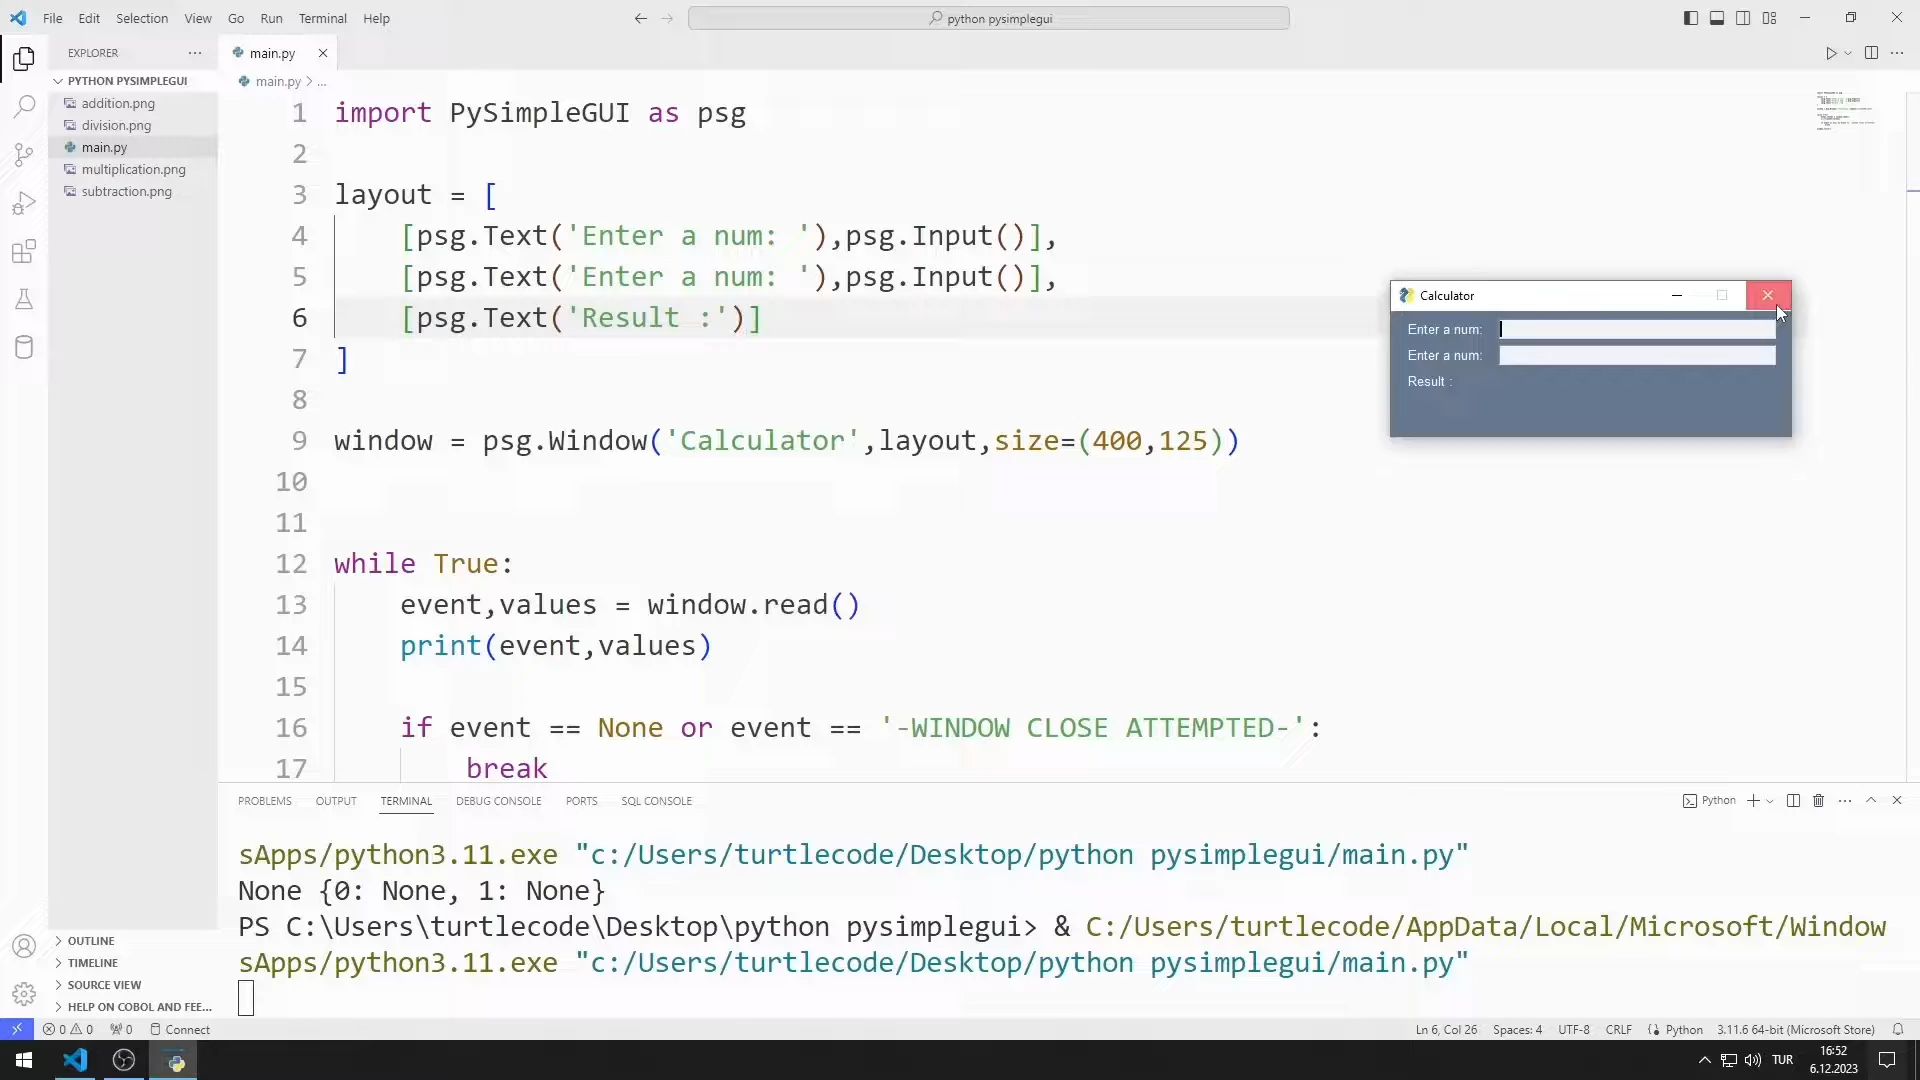 File Edit Selection View Go Run Terminal Help
python pysimplegui
EXPLORER
PYTHON PYSIMPLEGUI
addition.png
division.png
main.py
multiplication.png
subtraction.png
OUTLINE
TIMELINE
SOURCE VIEW
HELP ON COBOL AND FEE...
main.py
main.py > ...
1 import PySimpleGUI as psg
2
3 layout = [
4 [psg.Text('Enter a num: '),psg.Input()],
5 [psg.Text('Enter a num: '),psg.Input()],
6 [psg.Text('Result :')]
7 ]
8
9 window = psg.Window('Calculator',layout,size=(400,125))
10
11
12 while True:
13 event,values = window.read()
14 print(event,values)
15
16 if event == None or event == '-WINDOW CLOSE ATTEMPTED-':
17 break
Calculator
Enter a num:
Enter a num:
Result :
PROBLEMS OUTPUT TERMINAL DEBUG CONSOLE PORTS SQL CONSOLE
Python
sApps/python3.11.exe "c:/Users/turtlecode/Desktop/python pysimplegui/main.py"
None {0: None, 1: None}
PS C:\Users\turtlecode\Desktop\python pysimplegui> & C:/Users/turtlecode/AppData/Local/Microsoft/Window
sApps/python3.11.exe "c:/Users/turtlecode/Desktop/python pysimplegui/main.py"
0 0 0 Connect
Ln 6, Col 26 Spaces: 4 UTF-8 CRLF Python 3.11.6 64-bit (Microsoft Store)
TUR
16:52
6.12.2023